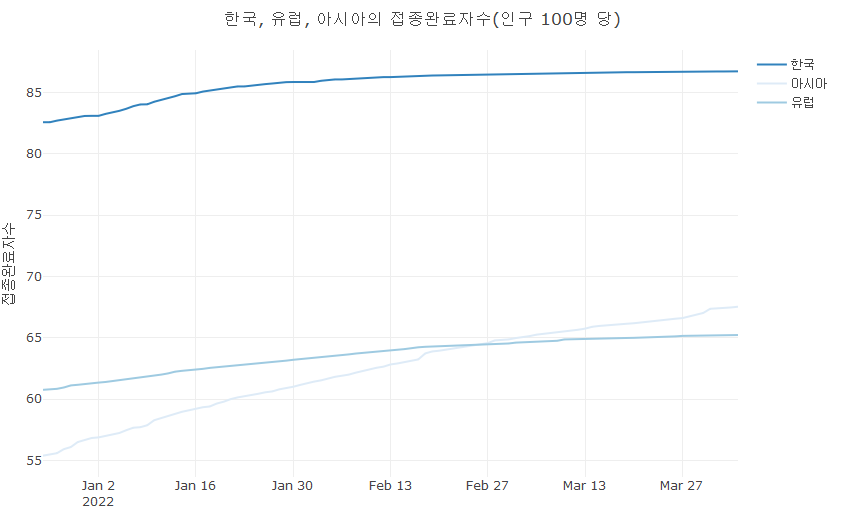 한국, 유럽, 아시아의 접종완료자수(인구 100명 당)
한국
아시아
유럽
접종완료자수
85
80
75
70
65
60
55
Jan 2
2022
Jan 16
Jan 30
Feb 13
Feb 27
Mar 13
Mar 27